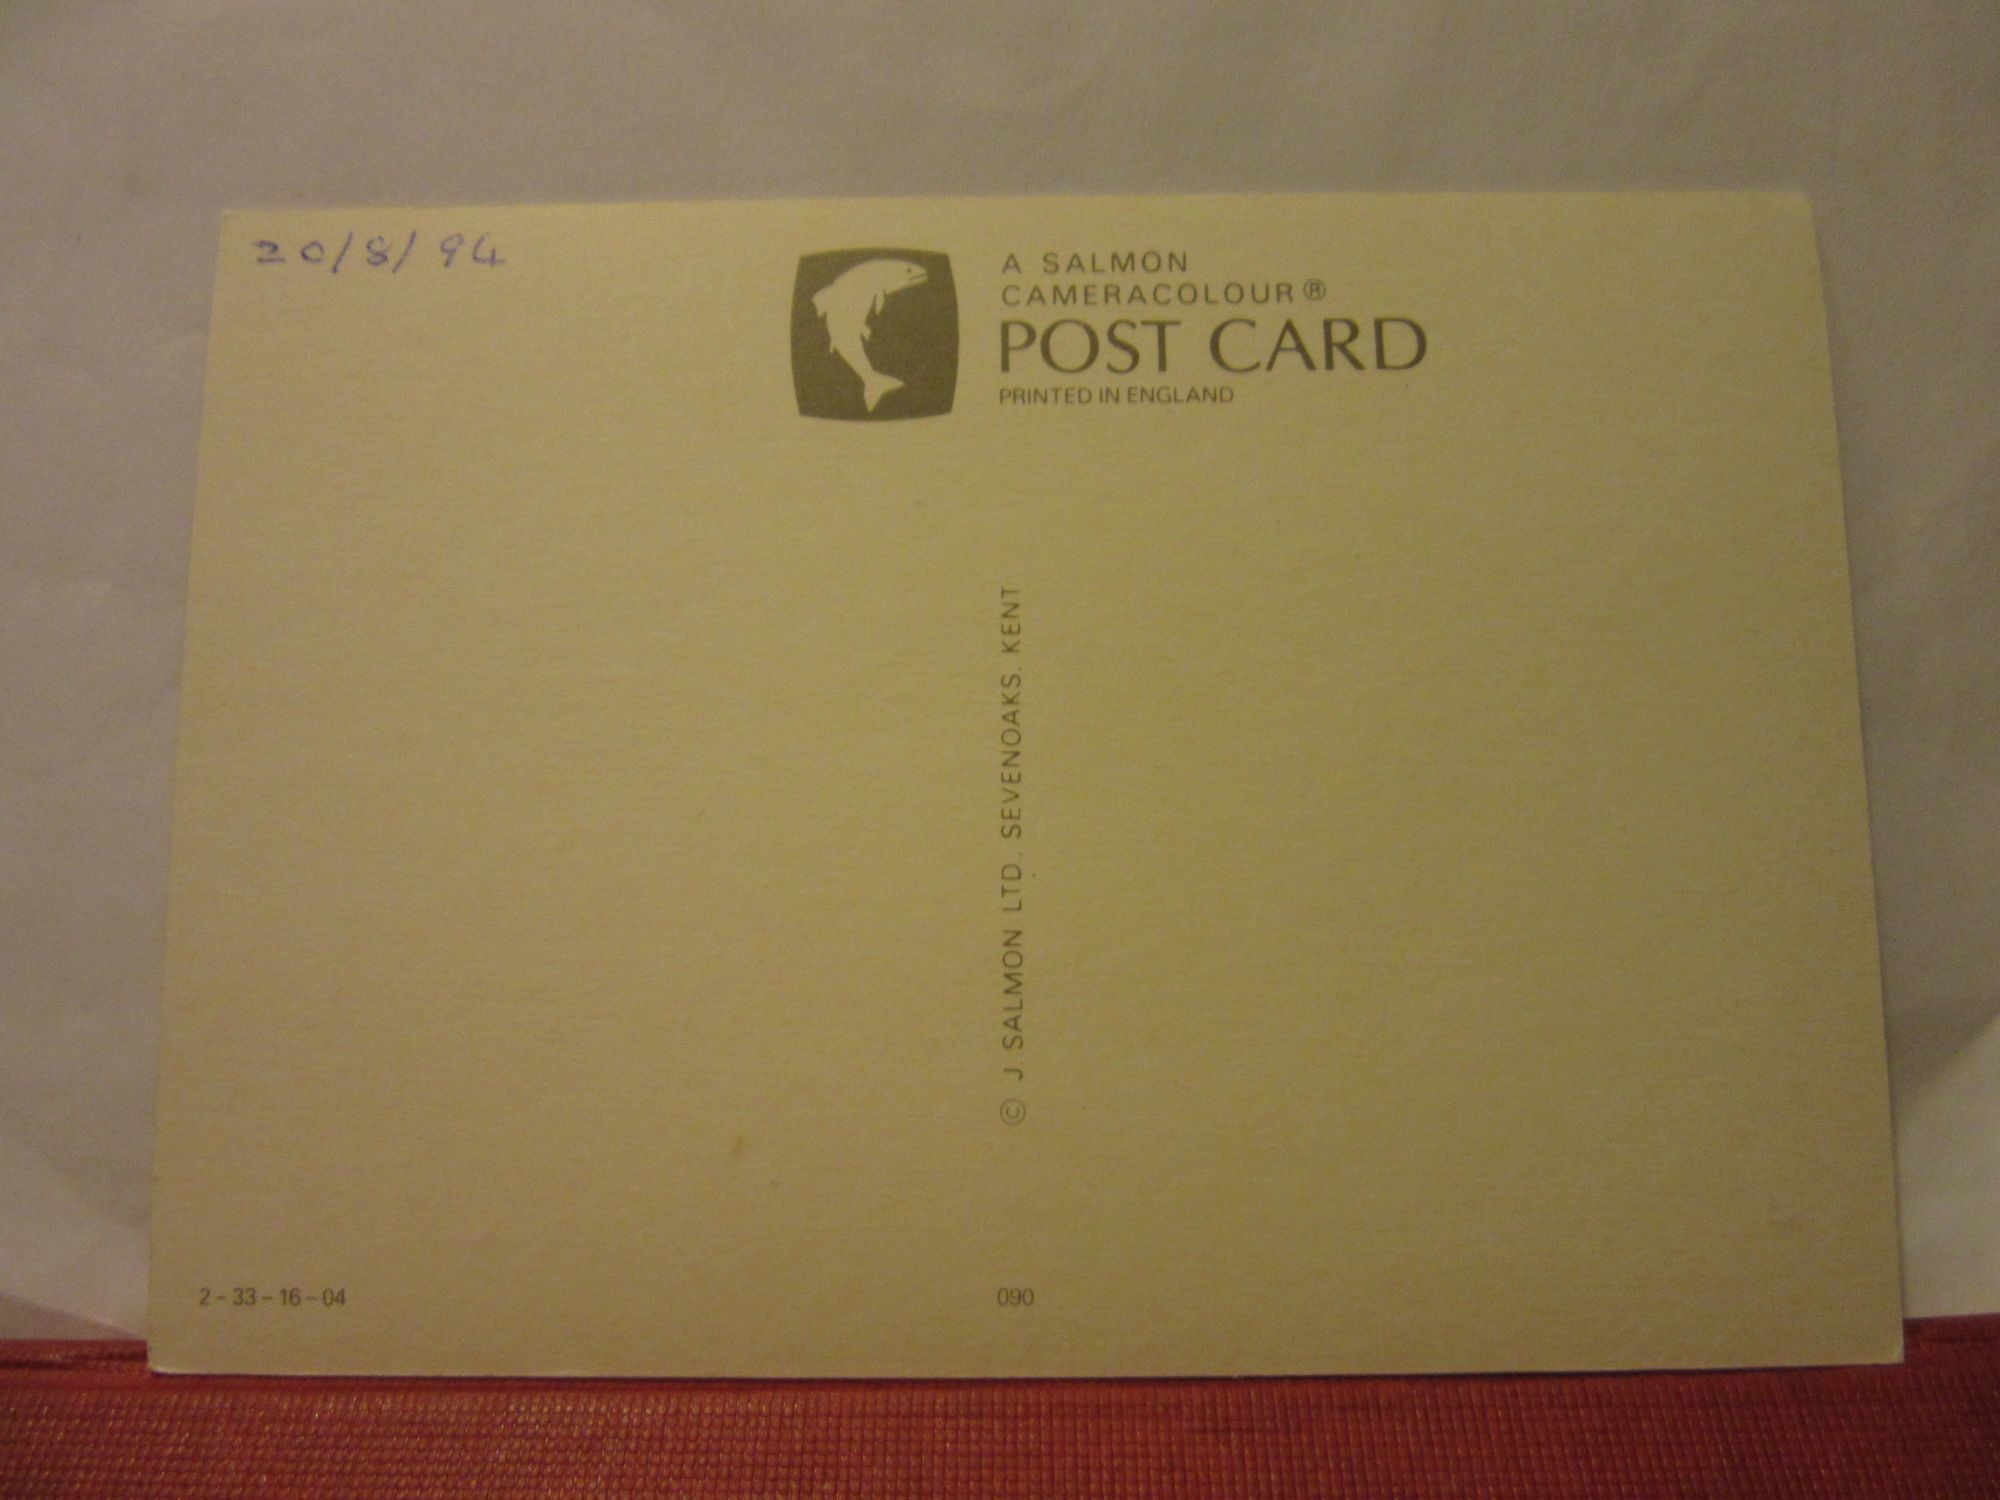 20/8/94
A SALMON
CAMERACOLOUR®
POST CARD
PRINTED IN ENGLAND
© J SALMON LTD. SEVENOAKS. KENT
2-33-16-04
090